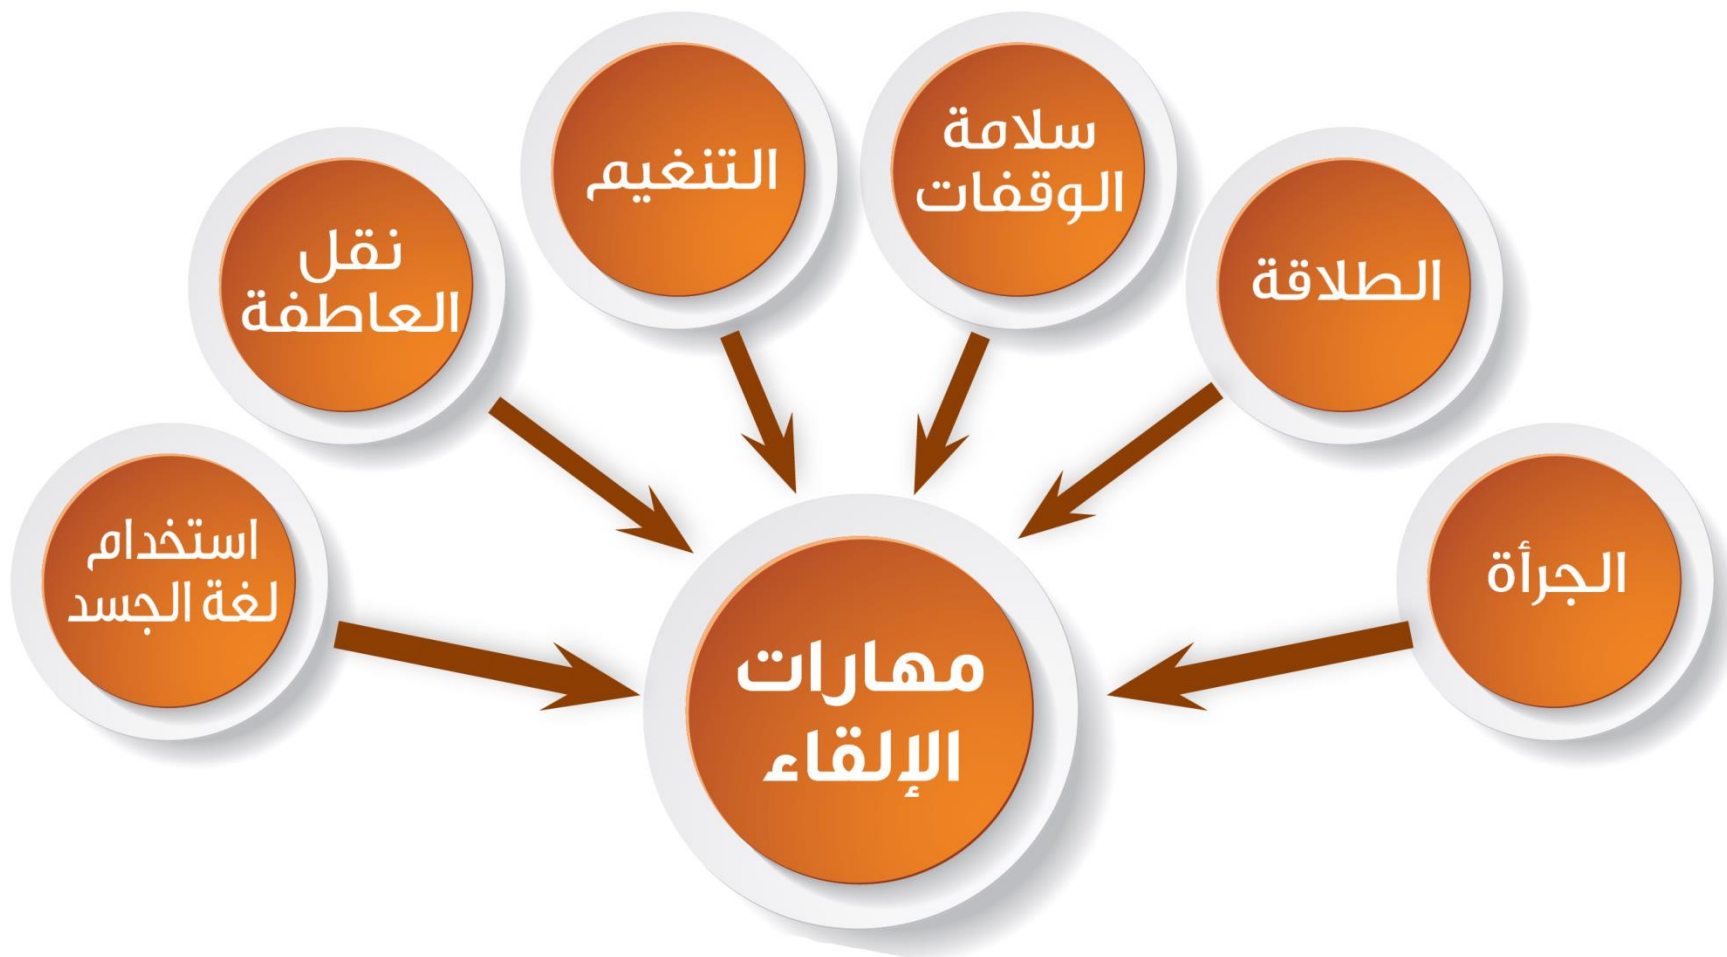 الجرأة
الطلاقة
سلامة
الوقفات
التنغيم
نقل
العاطفة
استخدام
لغة الجسد
مهارات
الإلقاء